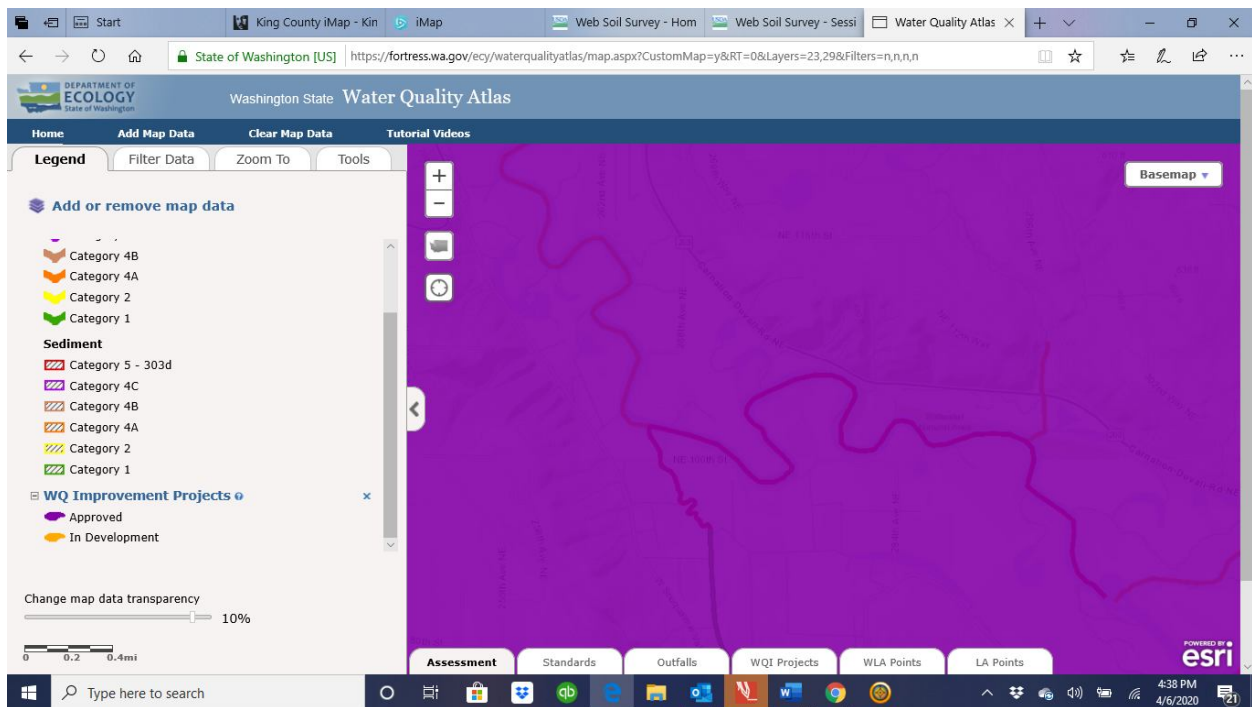 Start
King County iMap - Kin
iMap
Web Soil Survey - Hom
Web Soil Survey - Sessi
Water Quality Atlas
State of Washington [US]
https://fortress.wa.gov/ecy/waterqualityatlas/map.aspx?CustomMap=y&RT=0&Layers=23,29&Filters=n,n,n,n
DEPARTMENT OF
ECOLOGY
State of Washington
Washington State Water Quality Atlas
Home Add Map Data Clear Map Data Tutorial Videos
Legend Filter Data Zoom To Tools
Basemap
Add or remove map data
Category 4B
Category 4A
Category 2
Category 1
Sediment
Category 5 - 303d
Category 4C
Category 4B
Category 4A
Category 2
Category 1
WQ Improvement Projects
Approved
In Development
Change map data transparency
10%
0 0.2 0.4mi
NE 100th St
Assessment Standards Outfalls WQI Projects WLA Points LA Points
POWERED BY
esri
Type here to search
4:38 PM
4/6/2020
21